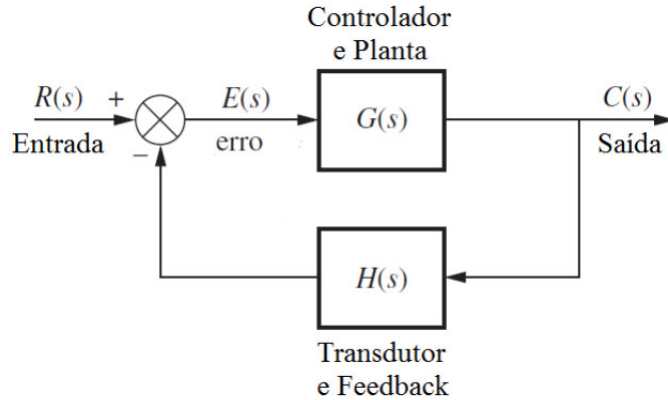 Controlador
e Planta
R(s) + E(s) G(s) C(s)
Entrada − erro Saída
H(s)
Transdutor
e Feedback